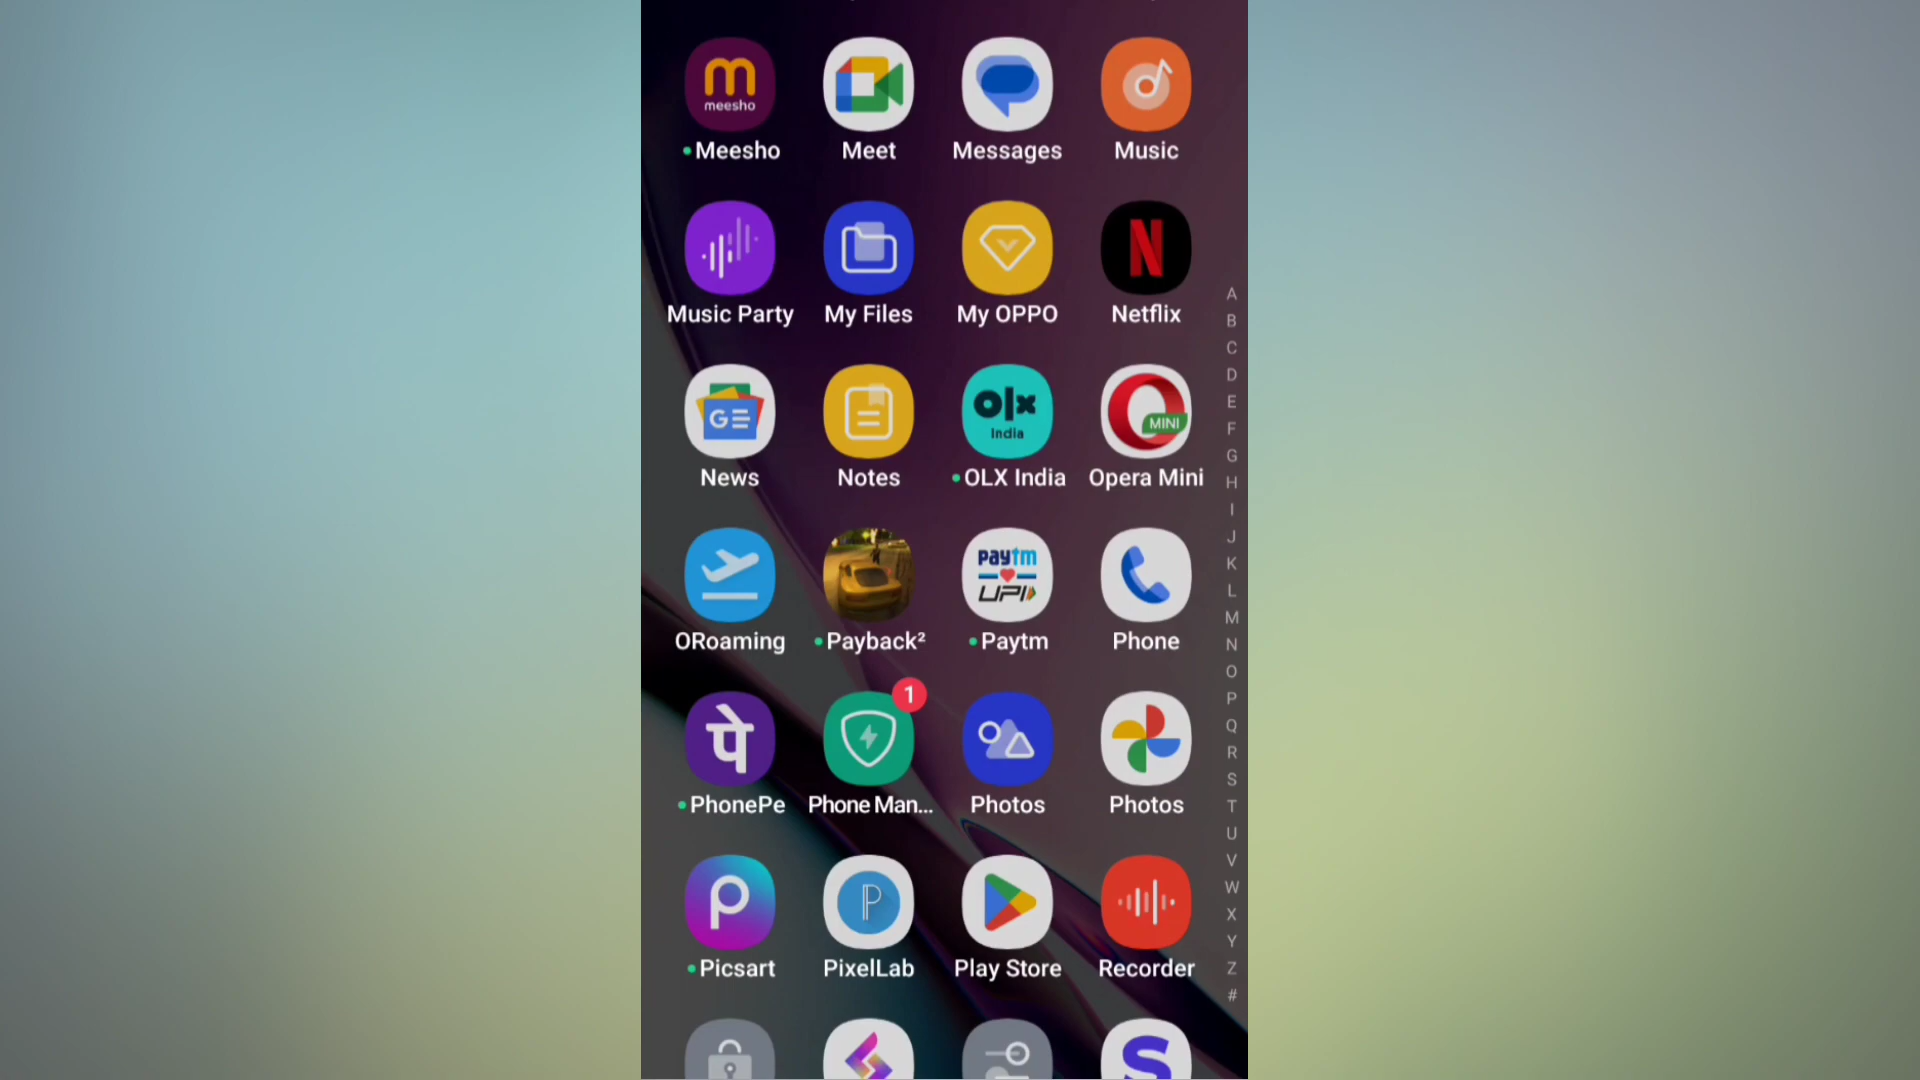 meesho
Meesho
Meet
Messages
Music
Music Party
My Files
My OPPO
N
Netflix
GE
News
Notes
olx
India
OLX India
MINI
Opera Mini
ORoaming
Payback²
paytm
UPI
Paytm
Phone
पे
PhonePe
1
Phone Man...
Photos
Photos
Picsart
P
PixelLab
Play Store
Recorder
S
A
B
C
D
E
F
G
H
I
J
K
L
M
N
O
P
Q
R
S
T
U
V
W
X
Y
Z
#